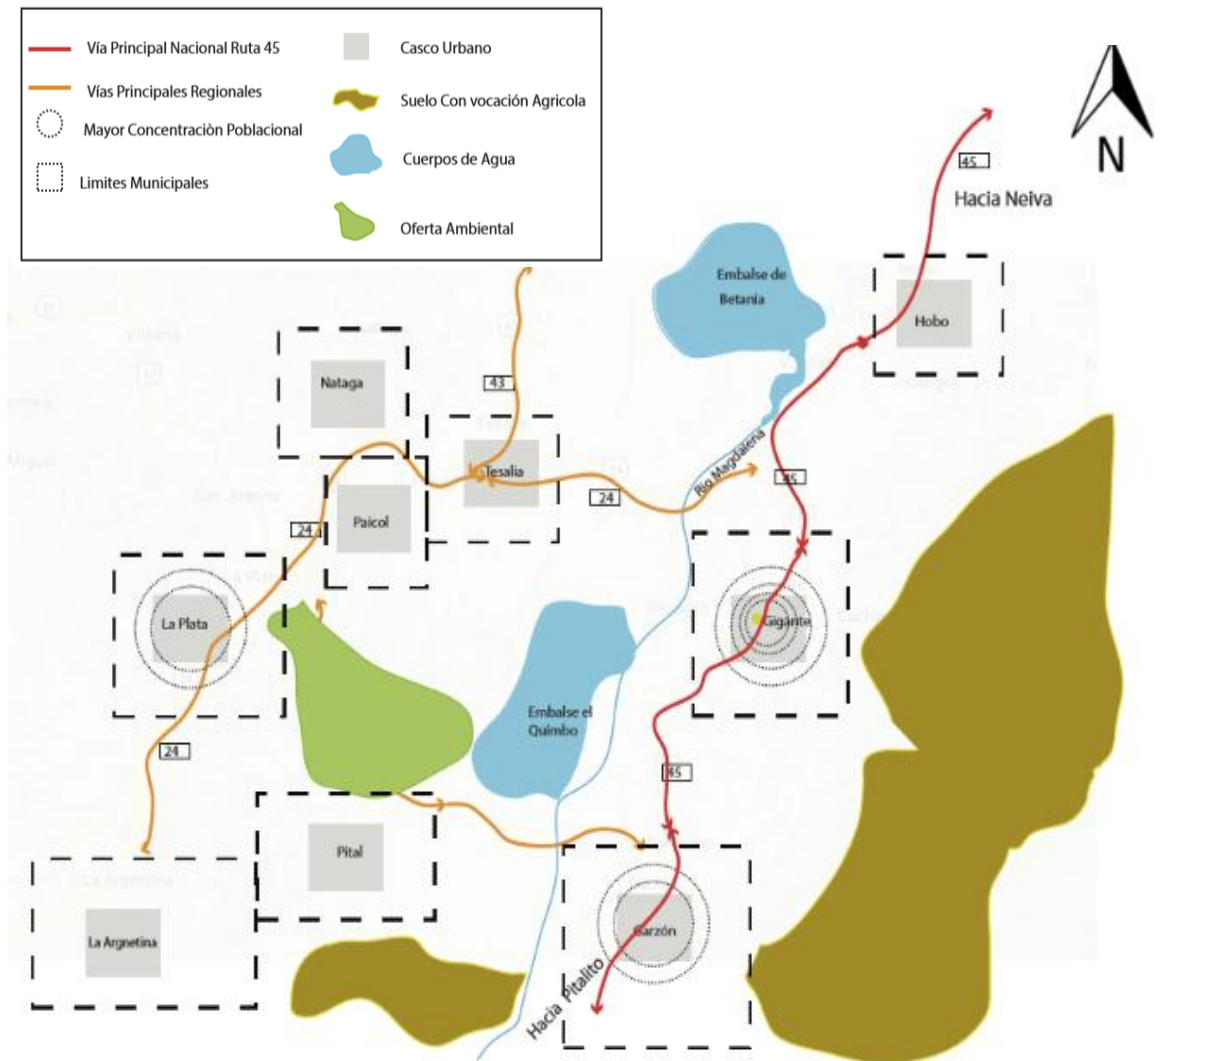 Vía Principal Nacional Ruta 45
Casco Urbano
Vías Principales Regionales
Suelo Con vocación Agricola
Mayor Concentraciòn Poblacional
Cuerpos de Agua
Limites Municipales
Oferta Ambiental
N
45
Hacia Neiva
Embalse de
Betania
Hobo
Nataga
43
Tesalia
Rio Magdalena
45
24
Paicol
24
La Plata
Gigante
Embalse el
Quimbo
24
45
Pital
La Argentina
La Argnetina
Garzón
Hacia Pitalito